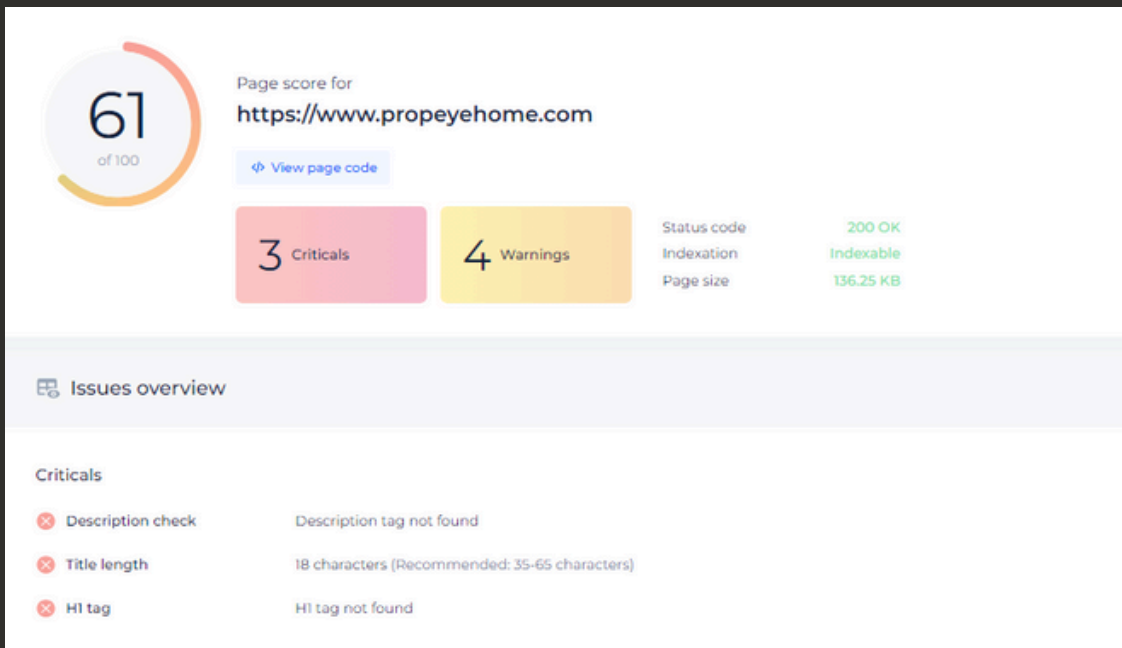 61
of 100
Page score for
https://www.propeyehome.com
</> View page code
3 Criticals
4 Warnings
Status code 200 OK
Indexation Indexable
Page size 136.25 KB
Issues overview
Criticals
Description check Description tag not found
Title length 18 characters (Recommended: 35-65 characters)
H1 tag H1 tag not found